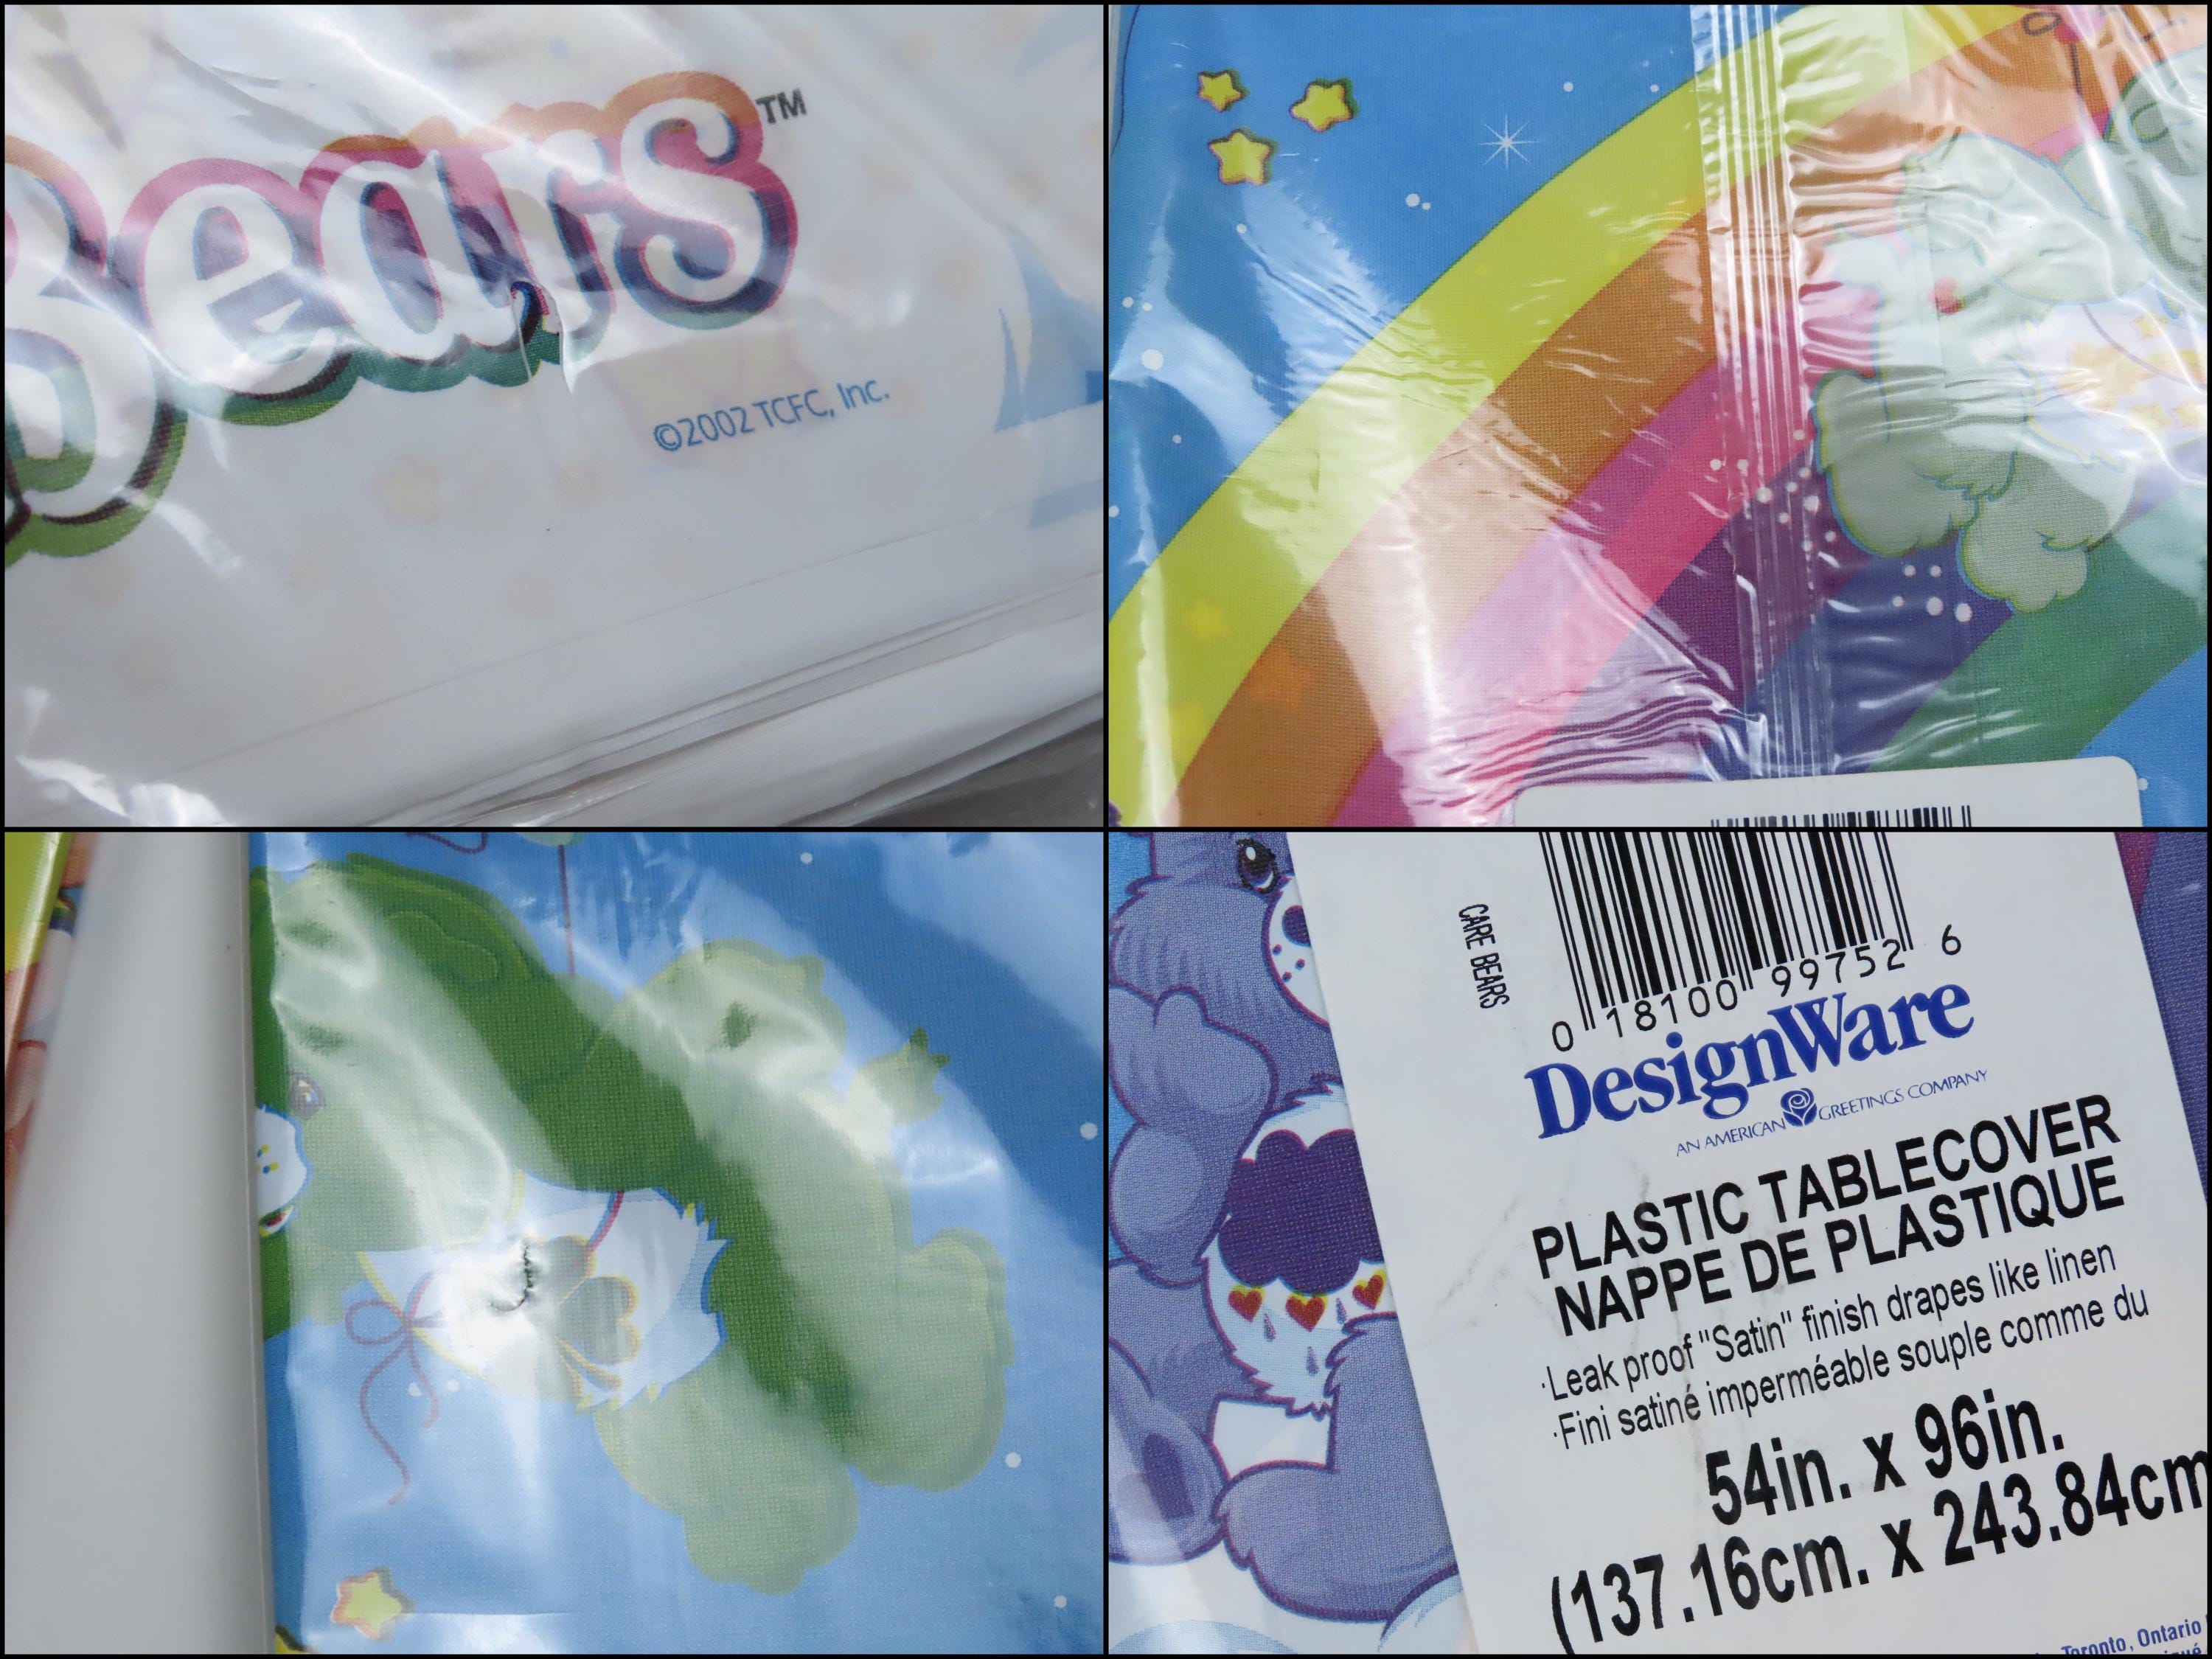 Bears™
©2002 TCFC, Inc.
CARE BEARS
0 18100 99752 6
DesignWare
AN AMERICAN GREETINGS COMPANY
PLASTIC TABLECOVER
NAPPE DE PLASTIQUE
·Leak proof "Satin" finish drapes like linen
·Fini satiné imperméable souple comme du
54in. x 96in.
(137.16cm. x 243.84cm
Toronto, Ontario